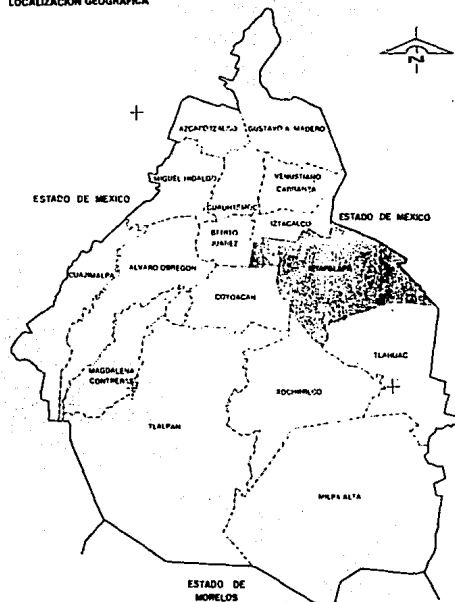 LOCALIZACION GEOGRAFICA
N
AZCAPOTZALCO
GUSTAVO A. MADERO
MIGUEL HIDALGO
VENUSTIANO
CARRANZA
ESTADO DE MEXICO
CUAUHTEMOC
BENITO
JUAREZ
IZTACALCO
ESTADO DE MEXICO
CUAJIMALPA
ALVARO OBREGON
IZTAPALAPA
COYOACAN
TLAHUAC
MAGDALENA
CONTRERAS
XOCHIMILCO
TLALPAN
MILPA ALTA
ESTADO DE
MORELOS